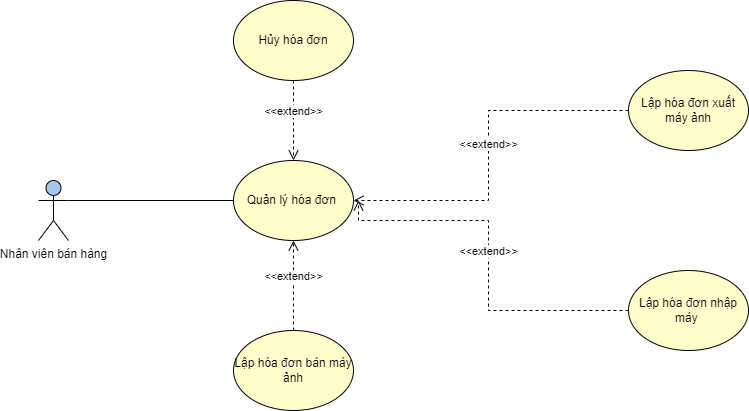 Hủy hóa đơn
<<extend>>
Lập hóa đơn xuất
máy ảnh
<<extend>>
Quản lý hóa đơn
Nhân viên bán hàng
<<extend>>
<<extend>>
Lập hóa đơn nhập
máy
Lập hóa đơn bán máy
ảnh